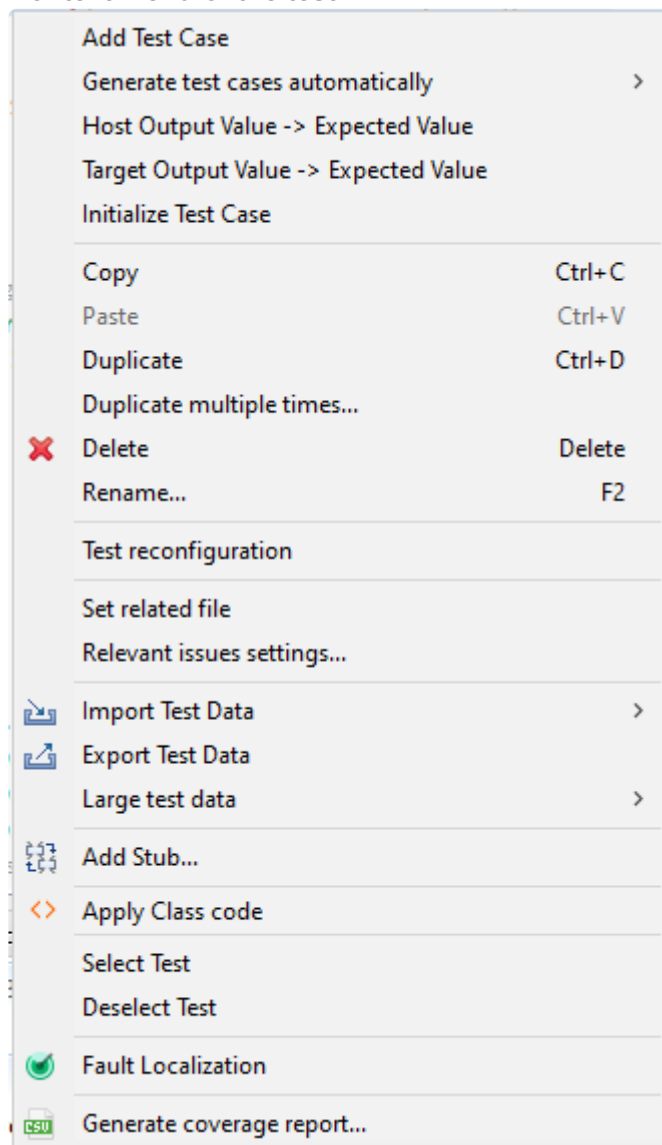 Add Test Case
Generate test cases automatically
Host Output Value -> Expected Value
Target Output Value -> Expected Value
Initialize Test Case
Copy Ctrl+C
Paste Ctrl+V
Duplicate Ctrl+D
Duplicate multiple times...
Delete Delete
Rename... F2
Test reconfiguration
Set related file
Relevant issues settings...
Import Test Data
Export Test Data
Large test data
Add Stub...
Apply Class code
Select Test
Deselect Test
Fault Localization
CSV Generate coverage report...